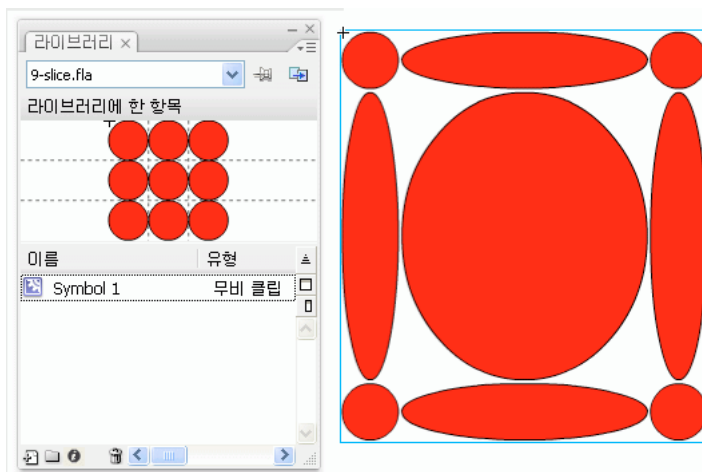 라이브러리
9-slice.fla
라이브러리에 한 항목
이름 유형
Symbol 1 무비 클립